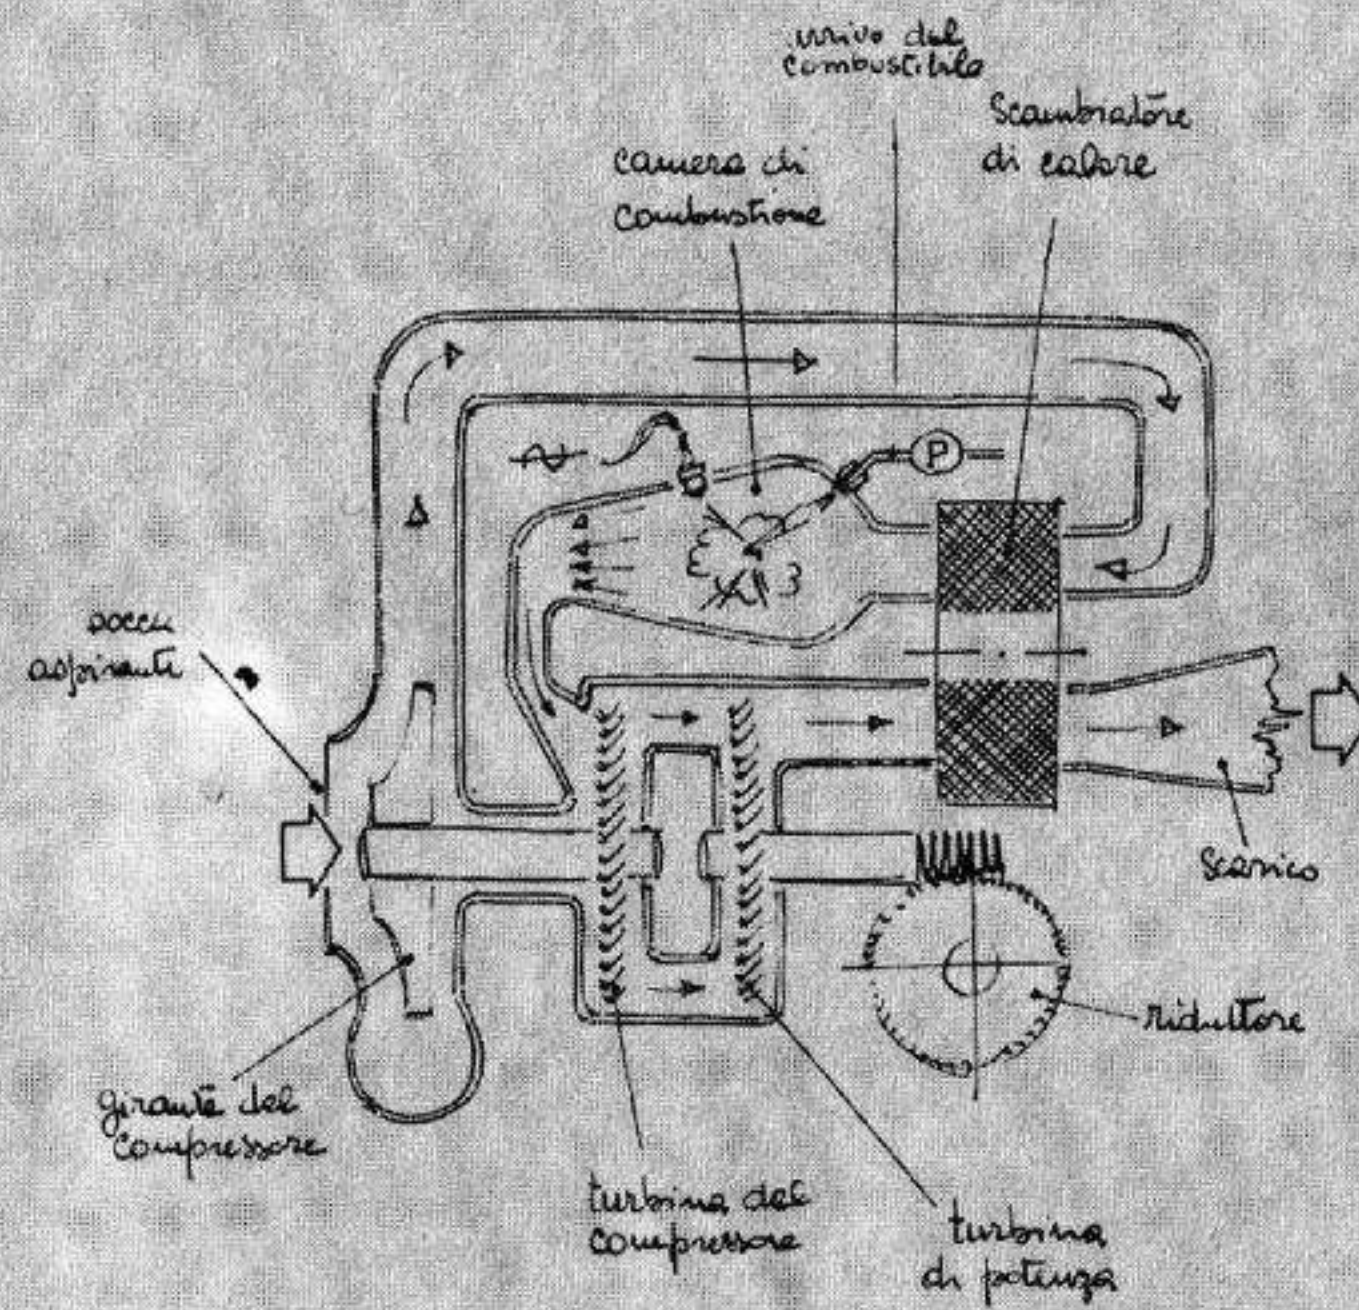 arrivo del
combustibile
scambiatore
di calore
camera di
combustione
P
bocca
aspirante
scarico
riduttore
girante del
compressore
turbina del
compressore
turbina
di potenza